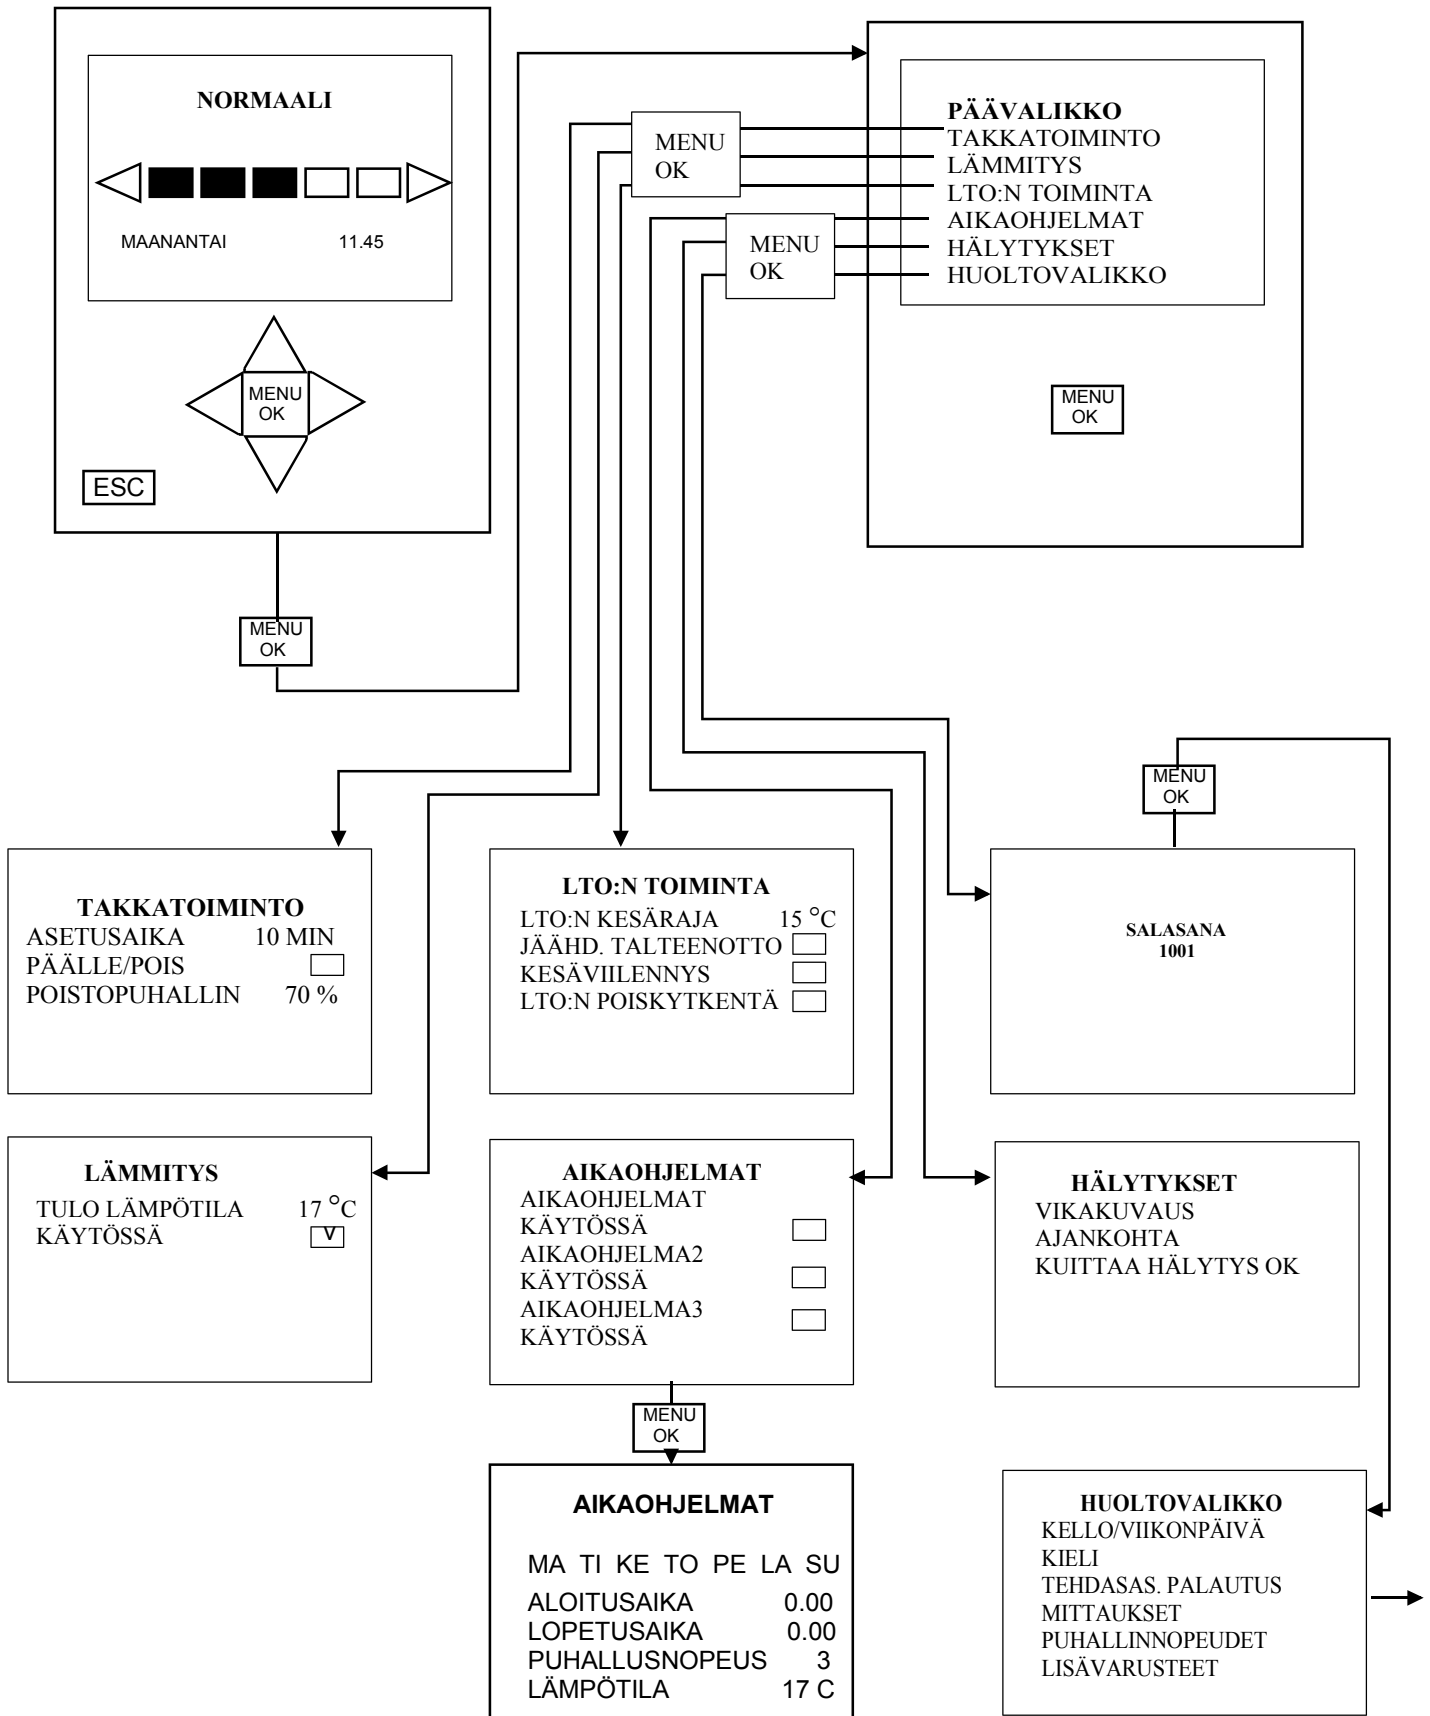 NORMAALI
MAANANTAI 11.45
MENU
OK
ESC
MENU
OK
PÄÄVALIKKO
TAKKATOIMINTO
LÄMMITYS
LTO:N TOIMINTA
AIKAOHJELMAT
HÄLYTYKSET
HUOLTOVALIKKO
MENU
OK
MENU
OK
MENU
OK
MENU
OK
TAKKATOIMINTO
ASETUSAIKA 10 MIN
PÄÄLLE/POIS
POISTOPUHALLIN 70 %
LTO:N TOIMINTA
LTO:N KESÄRAJA 15 °C
JÄÄHD. TALTEENOTTO
KESÄVIILENNYS
LTO:N POISKYTKENTÄ
SALASANA
1001
LÄMMITYS
TULO LÄMPÖTILA 17 °C
KÄYTÖSSÄ V
AIKAOHJELMAT
AIKAOHJELMAT
KÄYTÖSSÄ
AIKAOHJELMA2
KÄYTÖSSÄ
AIKAOHJELMA3
KÄYTÖSSÄ
HÄLYTYKSET
VIKAKUVAUS
AJANKOHTA
KUITTAA HÄLYTYS OK
MENU
OK
AIKAOHJELMAT
MA TI KE TO PE LA SU
ALOITUSAIKA 0.00
LOPETUSAIKA 0.00
PUHALLUSNOPEUS 3
LÄMPÖTILA 17 C
HUOLTOVALIKKO
KELLO/VIIKONPÄIVÄ
KIELI
TEHDASAS. PALAUTUS
MITTAUKSET
PUHALLINNOPEUDET
LISÄVARUSTEET